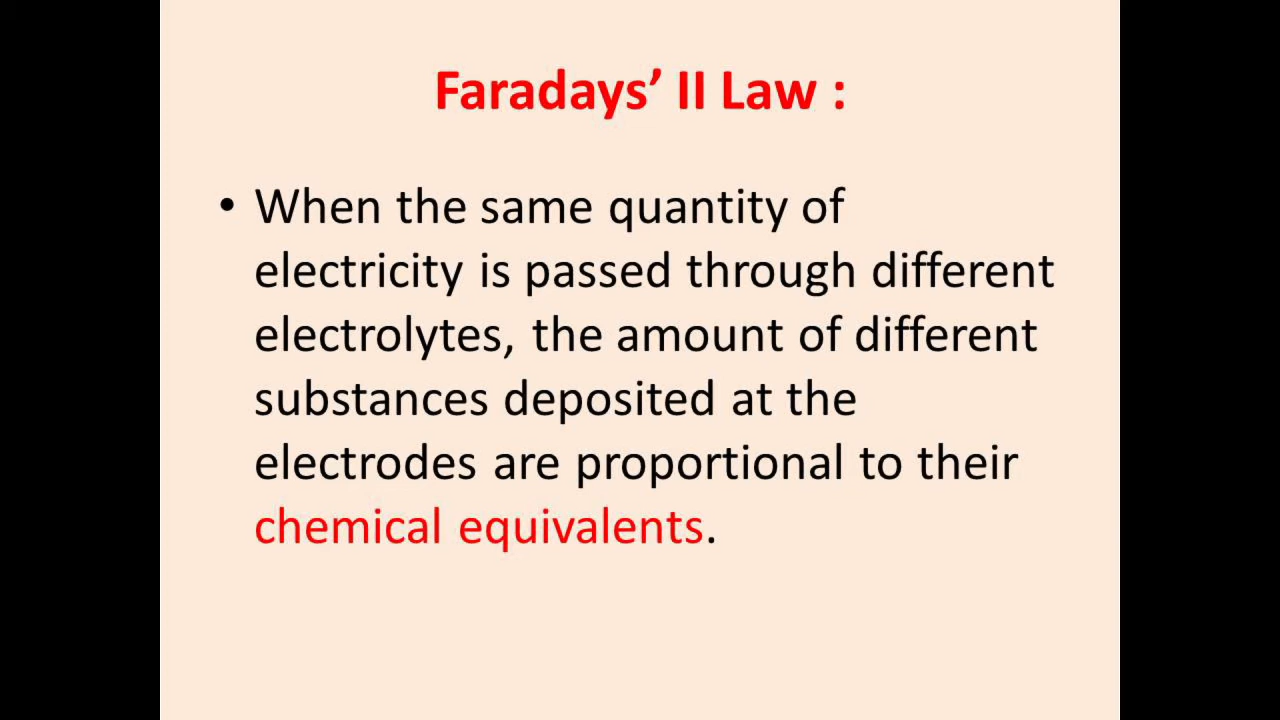 Faradays’ II Law :
• When the same quantity of
electricity is passed through different
electrolytes, the amount of different
substances deposited at the
electrodes are proportional to their
chemical equivalents.